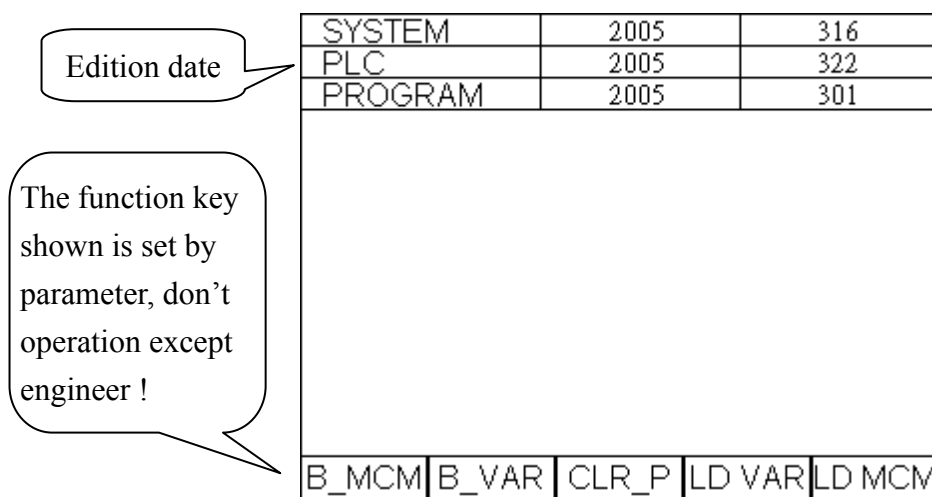 SYSTEM 2005 316
PLC 2005 322
PROGRAM 2005 301
Edition date
The function key
shown is set by
parameter, don’t
operation except
engineer !
B_MCM B_VAR CLR_P LD VAR LD MCM